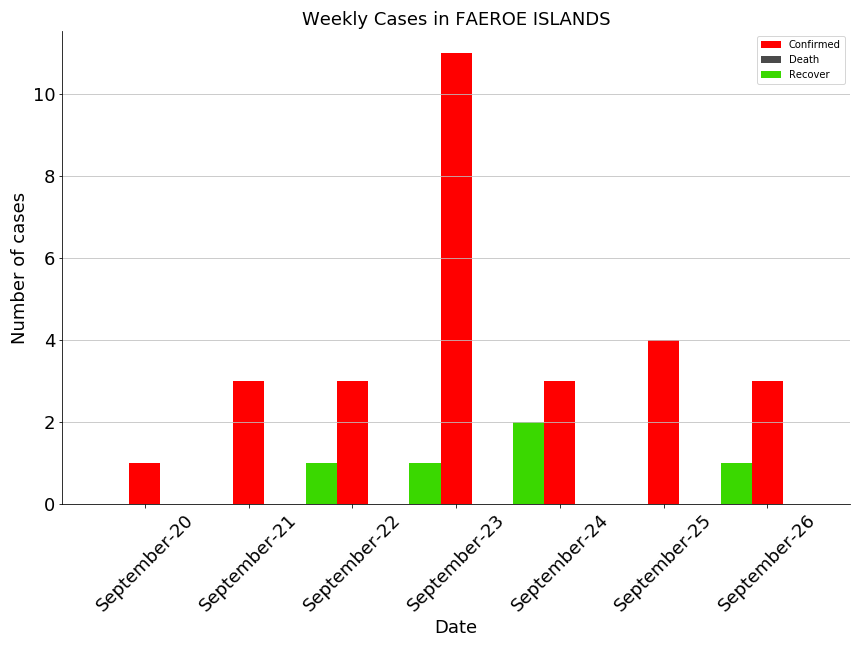 Weekly Cases in FAEROE ISLANDS
Confirmed
Death
Recover
Number of cases
10
8
6
4
2
0
September-20
September-21
September-22
September-23
September-24
September-25
September-26
Date